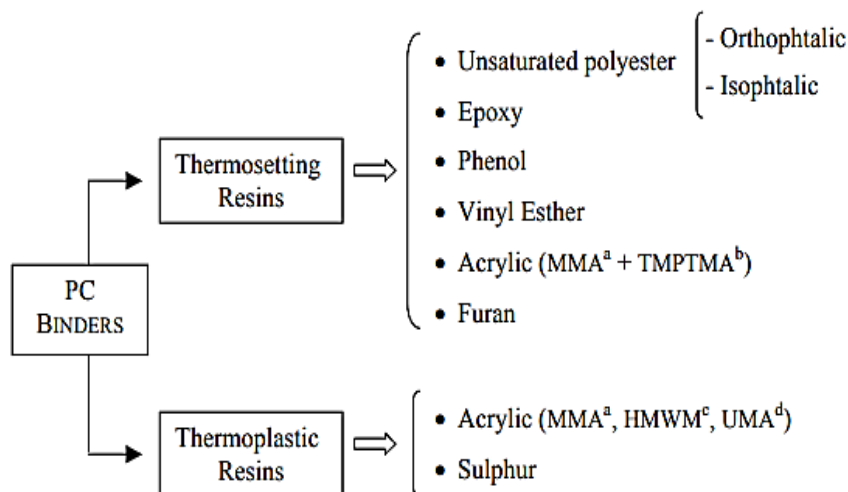 PC
BINDERS
Thermosetting
Resins
• Unsaturated polyester
- Orthophtalic
- Isophtalic
• Epoxy
• Phenol
• Vinyl Esther
• Acrylic (MMAᵃ + TMPTMAᵇ)
• Furan
Thermoplastic
Resins
• Acrylic (MMAᵃ, HMWMᶜ, UMAᵈ)
• Sulphur